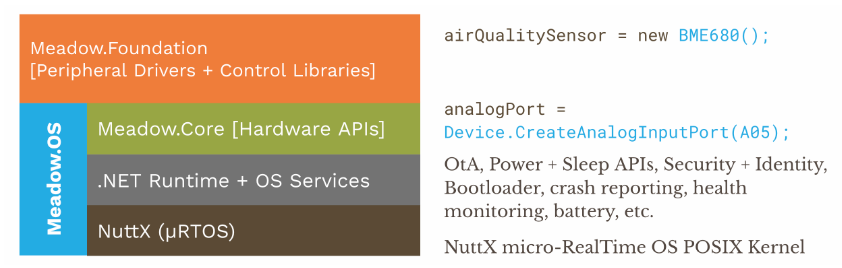 Meadow.Foundation
[Peripheral Drivers + Control Libraries]
airQualitySensor = new BME680();
Meadow.OS
Meadow.Core [Hardware APIs]
analogPort =
Device.CreateAnalogInputPort(A05);
.NET Runtime + OS Services
OtA, Power + Sleep APIs, Security + Identity,
Bootloader, crash reporting, health
monitoring, battery, etc.
NuttX (µRTOS)
NuttX micro-RealTime OS POSIX Kernel